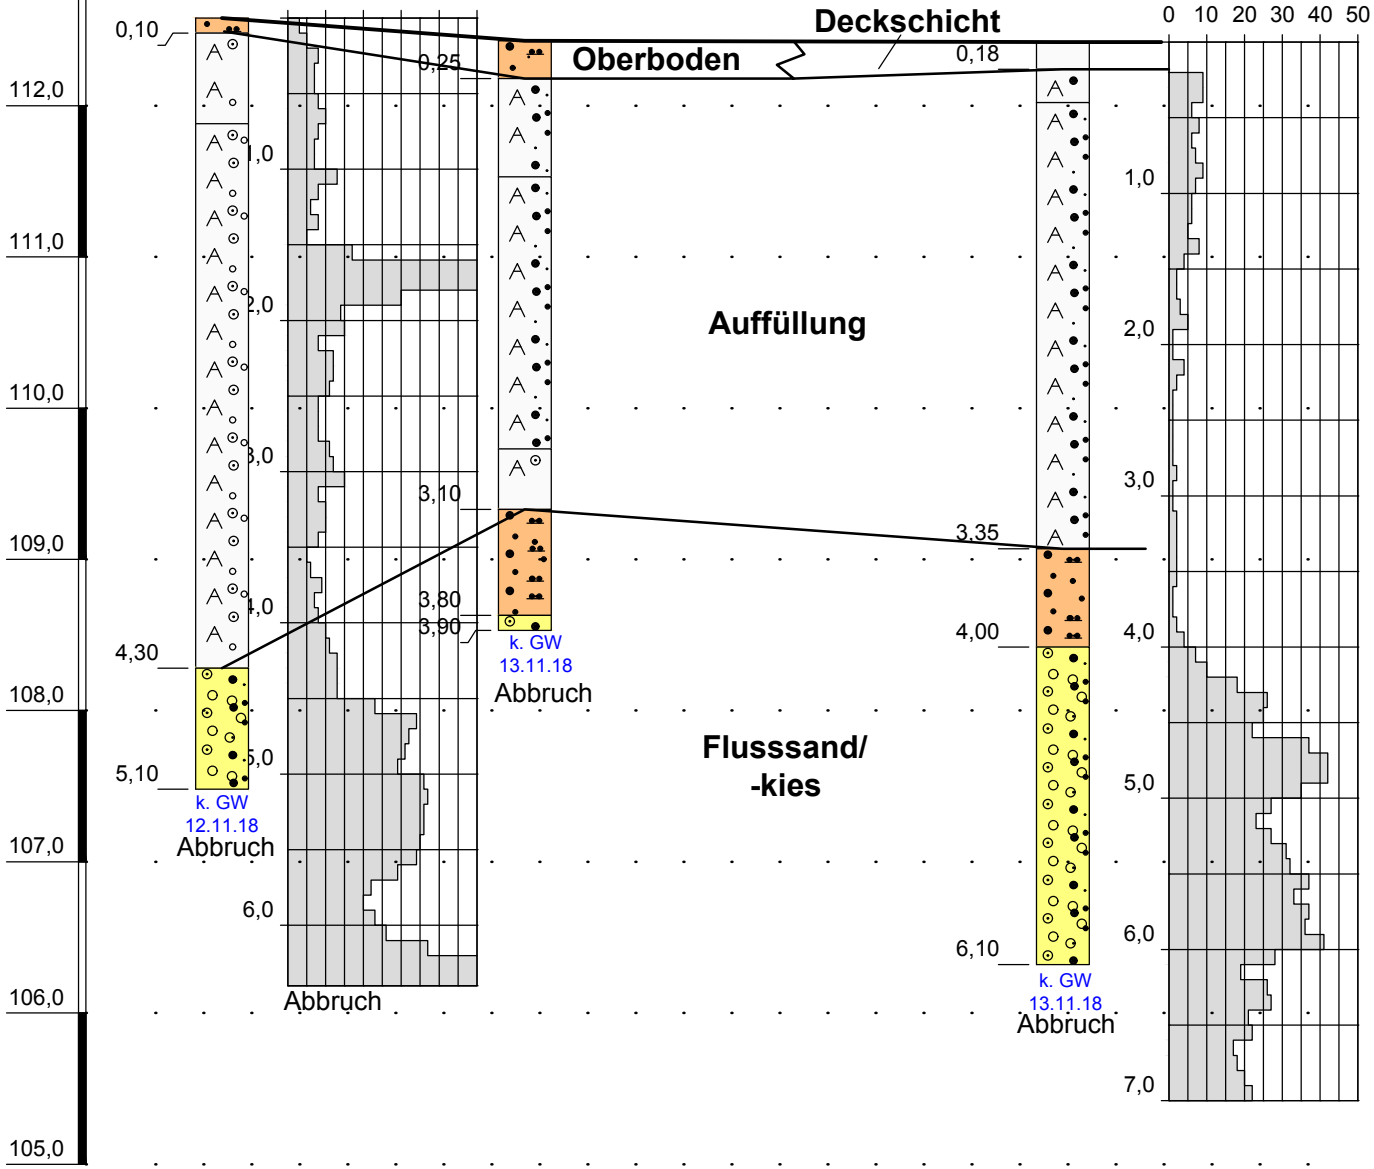 0 10 20 30 40 50
Deckschicht
0,10
0,18
Oberboden
0,25
112,0
1,0
1,0
111,0
2,0
Auffüllung
2,0
110,0
3,0
3,0
3,10
3,35
109,0
3,80
4,0
3,90
4,00
4,0
k. GW
13.11.18
Abbruch
4,30
108,0
Flusssand/
-kies
5,0
5,10
5,0
k. GW
12.11.18
Abbruch
107,0
6,0
6,0
6,10
k. GW
13.11.18
Abbruch
Abbruch
106,0
7,0
105,0